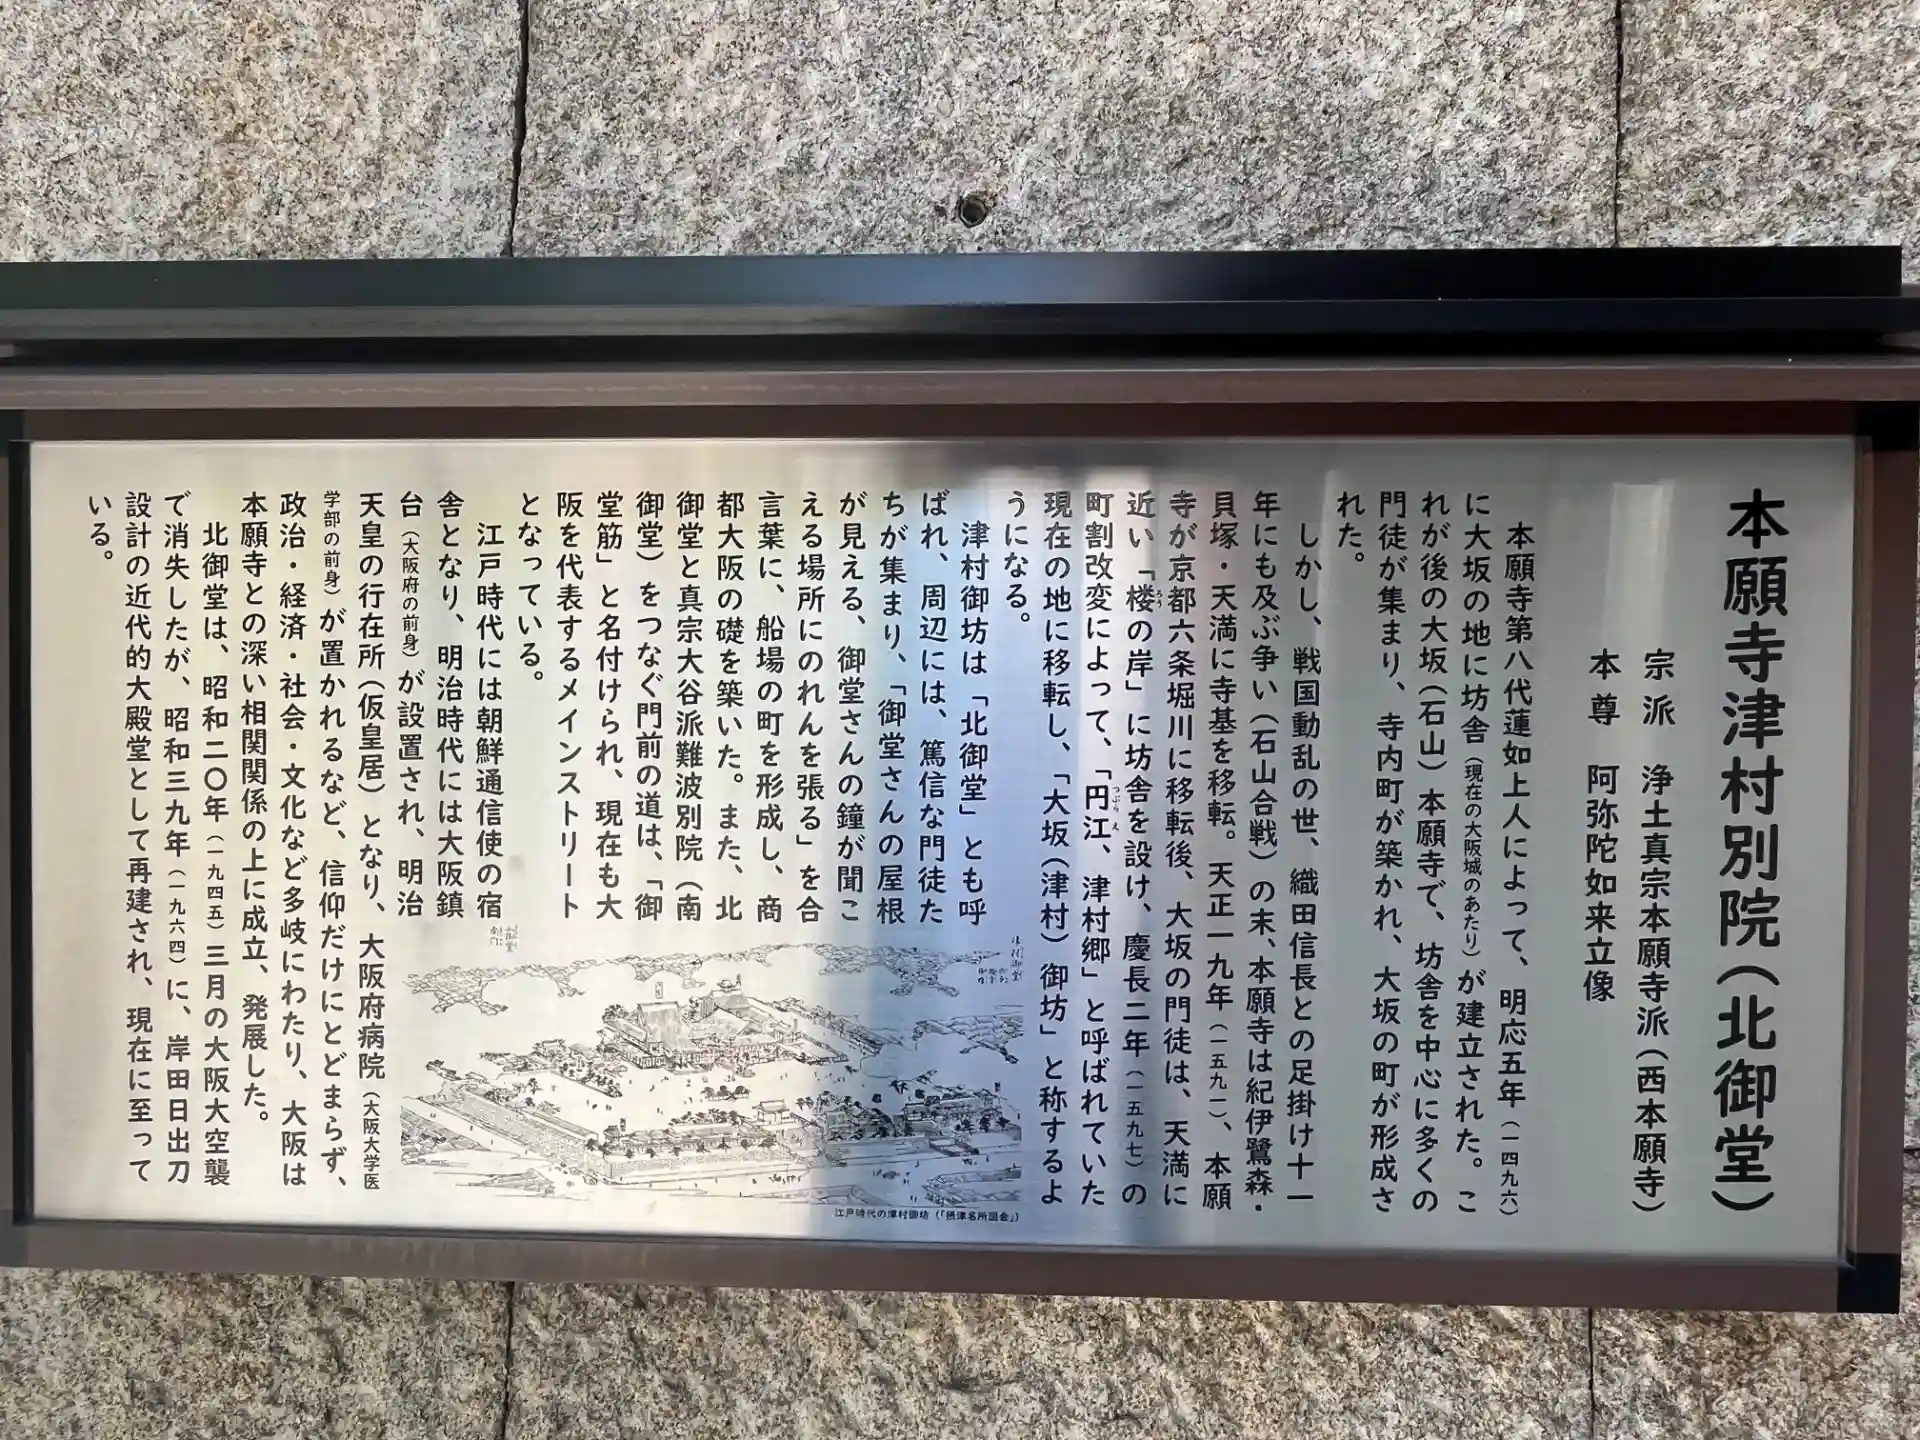 本願寺津村別院（北御堂）
宗派　浄土真宗本願寺派（西本願寺）
本尊　阿弥陀如来立像
本願寺第八代蓮如上人によって、明応五年（一四九六）
に大坂の地に坊舎（現在の大阪城のあたり）が建立された。こ
れが後の大坂（石山）本願寺で、坊舎を中心に多くの
門徒が集まり、寺内町が築かれ、大坂の町が形成さ
れた。
しかし、戦国動乱の世、織田信長との足掛け十一
年にも及ぶ争い（石山合戦）の末、本願寺は紀伊鷺森・
貝塚・天満に寺基を移転。天正一九年（一五九一）、本願
寺が京都六条堀川に移転後、大坂の門徒は、天満に
近い「楼の岸」に坊舎を設け、慶長二年（一五九七）の
町割改変によって、「円江、津村郷」と呼ばれていた
現在の地に移転し、「大坂（津村）御坊」と称するよ
うになる。
津村御坊は「北御堂」とも呼
ばれ、周辺には、篤信な門徒た
ちが集まり、「御堂さんの屋根
が見える、御堂さんの鐘が聞こ
える場所にのれんを張る」を合
言葉に、船場の町を形成し、商
都大阪の礎を築いた。また、北
御堂と真宗大谷派難波別院（南
御堂）をつなぐ門前の道は、「御
堂筋」と名付けられ、現在も大
阪を代表するメインストリート
となっている。
江戸時代には朝鮮通信使の宿
舎となり、明治時代には大阪鎮
台（大阪府の前身）が設置され、明治
天皇の行在所（仮皇居）となり、大阪府病院（大阪大学医
学部の前身）が置かれるなど、信仰だけにとどまらず、
政治・経済・社会・文化など多岐にわたり、大阪は
本願寺との深い相関関係の上に成立、発展した。
北御堂は、昭和二〇年（一九四五）三月の大阪大空襲
で消失したが、昭和三九年（一九六四）に、岸田日出刀
設計の近代的大殿堂として再建され、現在に至って
いる。
江戸時代の津村御坊（「摂津名所図会」）